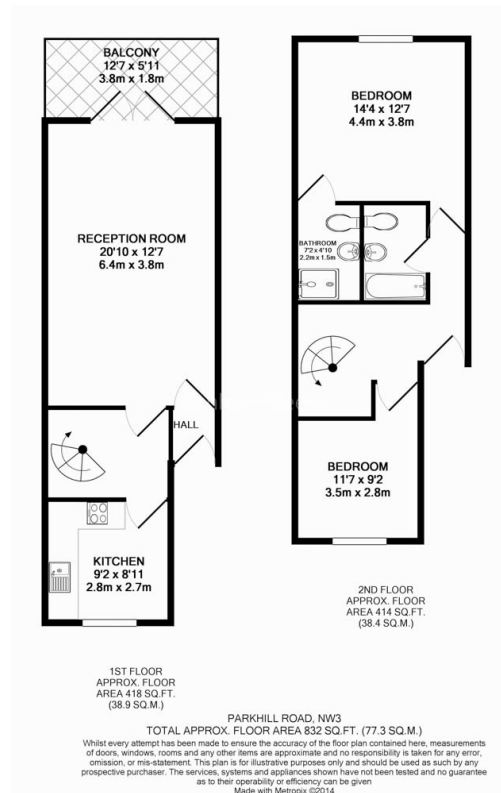 BALCONY
12'7 x 5'11
3.8m x 1.8m
RECEPTION ROOM
20'10 x 12'7
6.4m x 3.8m
HALL
KITCHEN
9'2 x 8'11
2.8m x 2.7m
1ST FLOOR
APPROX. FLOOR
AREA 418 SQ.FT.
(38.9 SQ.M.)
BEDROOM
14'4 x 12'7
4.4m x 3.8m
BATHROOM
7'2 x 4'10
2.2m x 1.5m
BEDROOM
11'7 x 9'2
3.5m x 2.8m
2ND FLOOR
APPROX. FLOOR
AREA 414 SQ.FT.
(38.4 SQ.M.)
PARKHILL ROAD, NW3
TOTAL APPROX. FLOOR AREA 832 SQ.FT. (77.3 SQ.M.)
Whilst every attempt has been made to ensure the accuracy of the floor plan contained here, measurements
of doors, windows, rooms and any other items are approximate and no responsibility is taken for any error,
omission, or mis-statement. This plan is for illustrative purposes only and should be used as such by any
prospective purchaser. The services, systems and appliances shown have not been tested and no guarantee
as to their operability or efficiency can be given
Made with Metropix ©2014